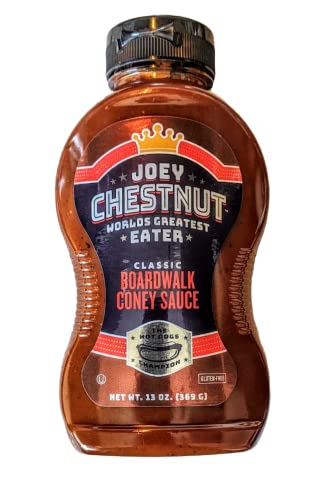 JOEY
CHESTNUT™
WORLDS GREATEST
EATER
CLASSIC
BOARDWALK
CONEY SAUCE
THE
HOT DOGS
CHAMPION
U
GLUTEN-FREE
NET WT. 13 OZ. (369 G)